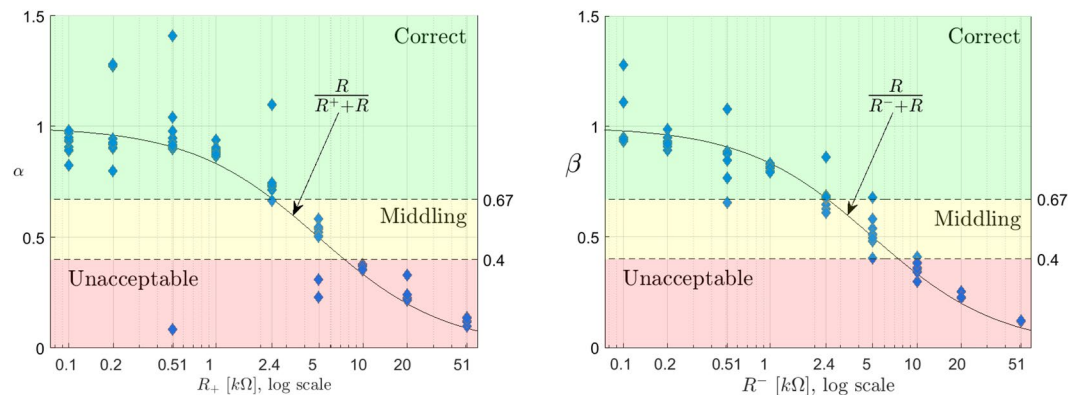 1.5
Correct
R
R⁺+R
1
α
0.67
Middling
0.5
0.4
Unacceptable
0
0.1 0.2 0.51 1 2.4 5 10 20 51
R₊ [kΩ], log scale
1.5
Correct
R
R⁻+R
1
β
0.67
Middling
0.5
0.4
Unacceptable
0
0.1 0.2 0.51 1 2.4 5 10 20 51
R⁻ [kΩ], log scale